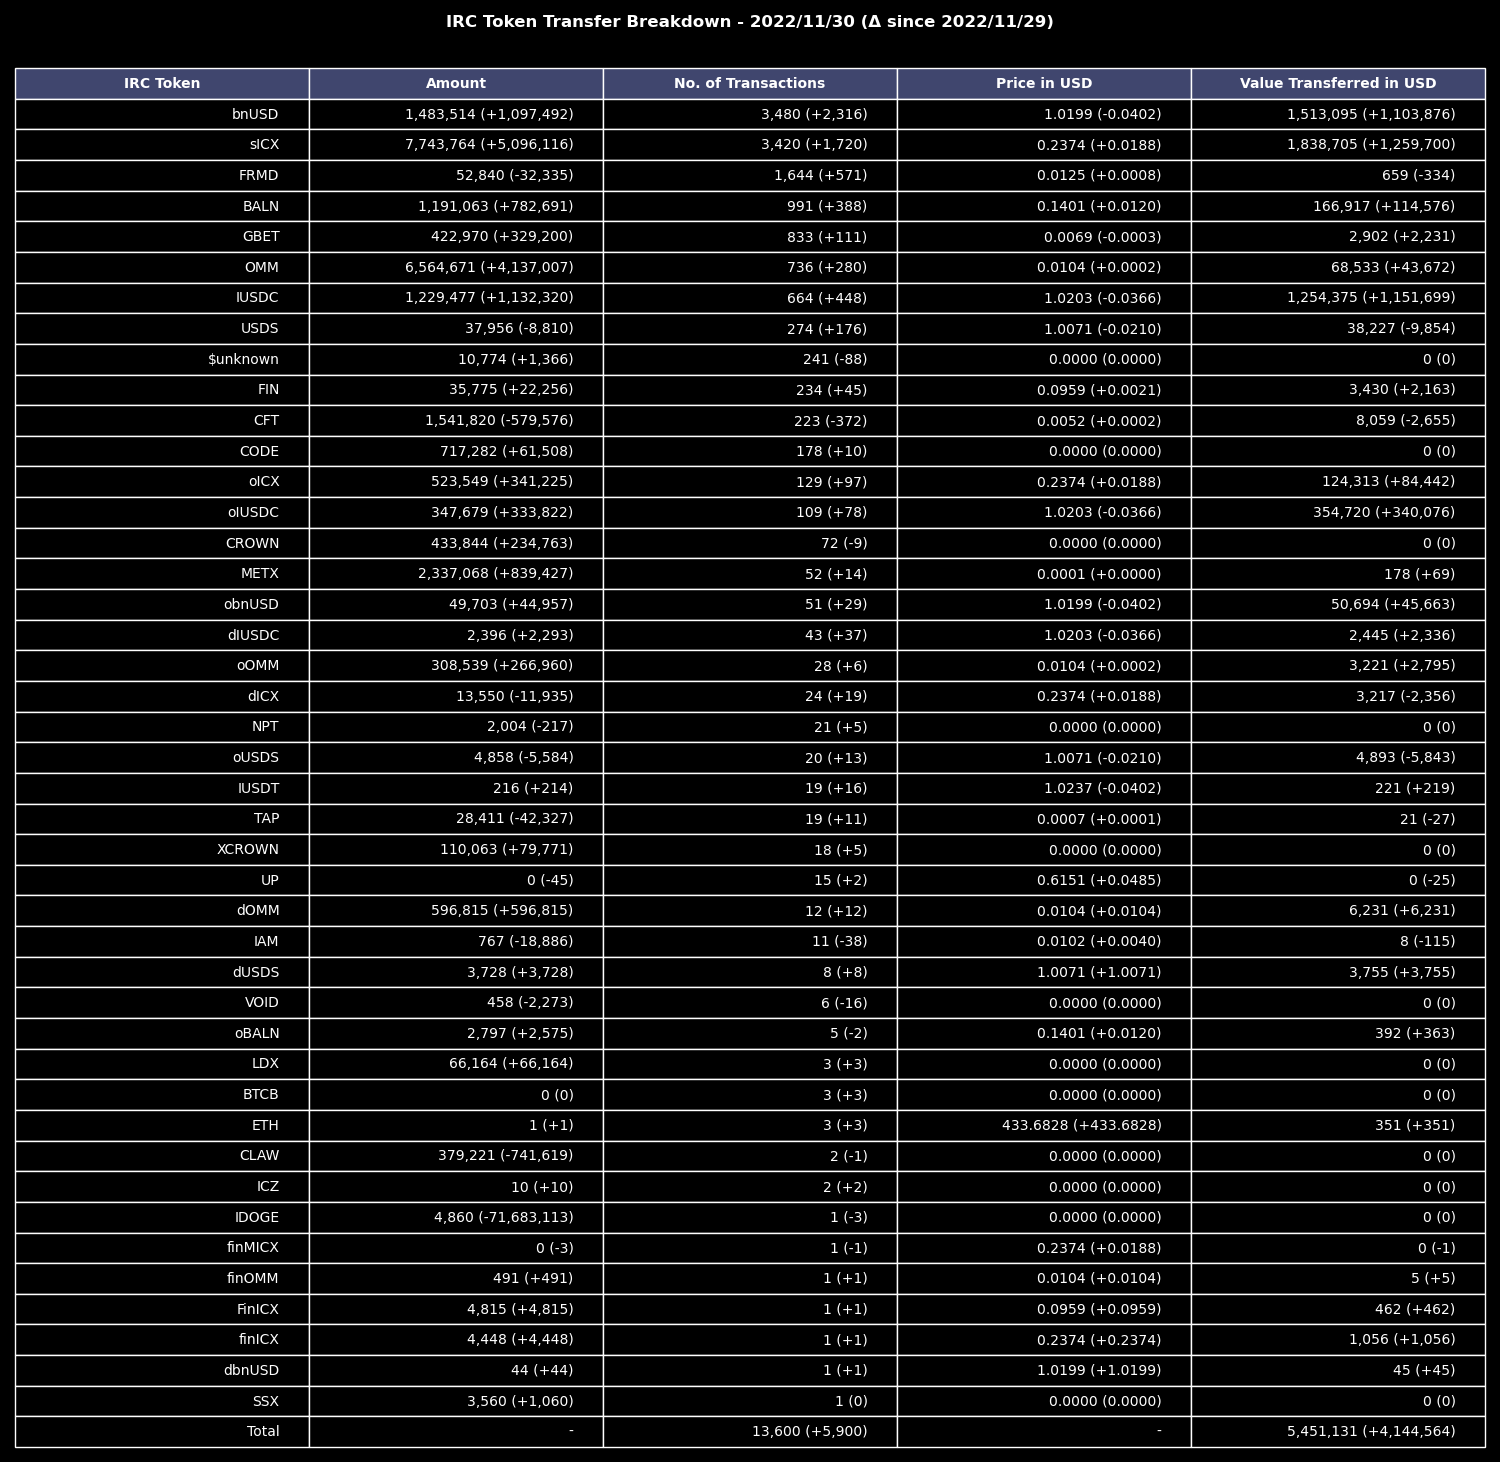 IRC Token Transfer Breakdown - 2022/11/30 (Δ since 2022/11/29)
IRC Token Amount No. of Transactions Price in USD Value Transferred in USD
bnUSD 1,483,514 (+1,097,492) 3,480 (+2,316) 1.0199 (-0.0402) 1,513,095 (+1,103,876)
sICX 7,743,764 (+5,096,116) 3,420 (+1,720) 0.2374 (+0.0188) 1,838,705 (+1,259,700)
FRMD 52,840 (-32,335) 1,644 (+571) 0.0125 (+0.0008) 659 (-334)
BALN 1,191,063 (+782,691) 991 (+388) 0.1401 (+0.0120) 166,917 (+114,576)
GBET 422,970 (+329,200) 833 (+111) 0.0069 (-0.0003) 2,902 (+2,231)
OMM 6,564,671 (+4,137,007) 736 (+280) 0.0104 (+0.0002) 68,533 (+43,672)
IUSDC 1,229,477 (+1,132,320) 664 (+448) 1.0203 (-0.0366) 1,254,375 (+1,151,699)
USDS 37,956 (-8,810) 274 (+176) 1.0071 (-0.0210) 38,227 (-9,854)
$unknown 10,774 (+1,366) 241 (-88) 0.0000 (0.0000) 0 (0)
FIN 35,775 (+22,256) 234 (+45) 0.0959 (+0.0021) 3,430 (+2,163)
CFT 1,541,820 (-579,576) 223 (-372) 0.0052 (+0.0002) 8,059 (-2,655)
CODE 717,282 (+61,508) 178 (+10) 0.0000 (0.0000) 0 (0)
oICX 523,549 (+341,225) 129 (+97) 0.2374 (+0.0188) 124,313 (+84,442)
oIUSDC 347,679 (+333,822) 109 (+78) 1.0203 (-0.0366) 354,720 (+340,076)
CROWN 433,844 (+234,763) 72 (-9) 0.0000 (0.0000) 0 (0)
METX 2,337,068 (+839,427) 52 (+14) 0.0001 (+0.0000) 178 (+69)
obnUSD 49,703 (+44,957) 51 (+29) 1.0199 (-0.0402) 50,694 (+45,663)
dIUSDC 2,396 (+2,293) 43 (+37) 1.0203 (-0.0366) 2,445 (+2,336)
oOMM 308,539 (+266,960) 28 (+6) 0.0104 (+0.0002) 3,221 (+2,795)
dICX 13,550 (-11,935) 24 (+19) 0.2374 (+0.0188) 3,217 (-2,356)
NPT 2,004 (-217) 21 (+5) 0.0000 (0.0000) 0 (0)
oUSDS 4,858 (-5,584) 20 (+13) 1.0071 (-0.0210) 4,893 (-5,843)
IUSDT 216 (+214) 19 (+16) 1.0237 (-0.0402) 221 (+219)
TAP 28,411 (-42,327) 19 (+11) 0.0007 (+0.0001) 21 (-27)
XCROWN 110,063 (+79,771) 18 (+5) 0.0000 (0.0000) 0 (0)
UP 0 (-45) 15 (+2) 0.6151 (+0.0485) 0 (-25)
dOMM 596,815 (+596,815) 12 (+12) 0.0104 (+0.0104) 6,231 (+6,231)
IAM 767 (-18,886) 11 (-38) 0.0102 (+0.0040) 8 (-115)
dUSDS 3,728 (+3,728) 8 (+8) 1.0071 (+1.0071) 3,755 (+3,755)
VOID 458 (-2,273) 6 (-16) 0.0000 (0.0000) 0 (0)
oBALN 2,797 (+2,575) 5 (-2) 0.1401 (+0.0120) 392 (+363)
LDX 66,164 (+66,164) 3 (+3) 0.0000 (0.0000) 0 (0)
BTCB 0 (0) 3 (+3) 0.0000 (0.0000) 0 (0)
ETH 1 (+1) 3 (+3) 433.6828 (+433.6828) 351 (+351)
CLAW 379,221 (-741,619) 2 (-1) 0.0000 (0.0000) 0 (0)
ICZ 10 (+10) 2 (+2) 0.0000 (0.0000) 0 (0)
IDOGE 4,860 (-71,683,113) 1 (-3) 0.0000 (0.0000) 0 (0)
finMICX 0 (-3) 1 (-1) 0.2374 (+0.0188) 0 (-1)
finOMM 491 (+491) 1 (+1) 0.0104 (+0.0104) 5 (+5)
FinICX 4,815 (+4,815) 1 (+1) 0.0959 (+0.0959) 462 (+462)
finICX 4,448 (+4,448) 1 (+1) 0.2374 (+0.2374) 1,056 (+1,056)
dbnUSD 44 (+44) 1 (+1) 1.0199 (+1.0199) 45 (+45)
SSX 3,560 (+1,060) 1 (0) 0.0000 (0.0000) 0 (0)
Total - 13,600 (+5,900) - 5,451,131 (+4,144,564)